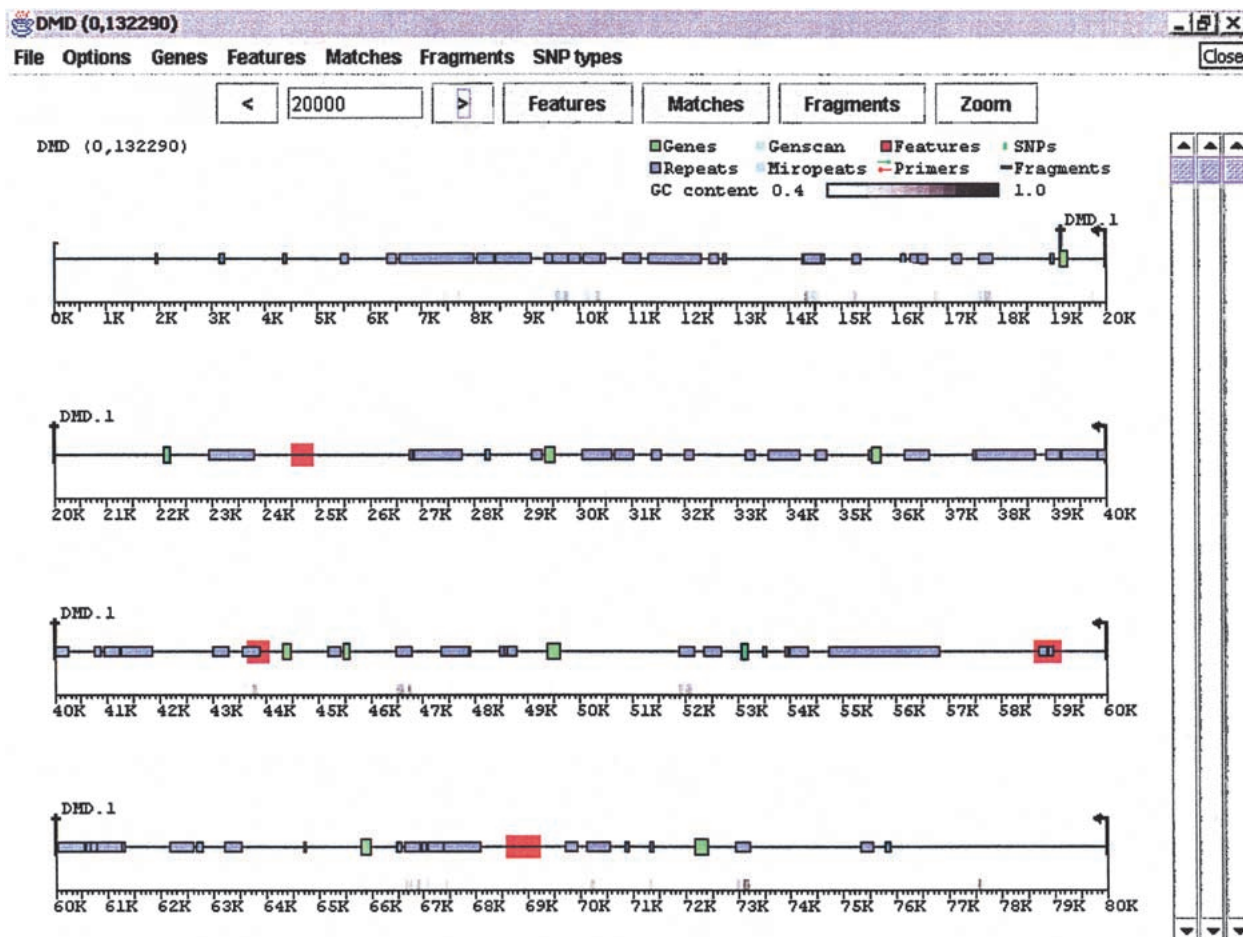 DMD (0,132290)
File Options Genes Features Matches Fragments SNP types
Close
< 20000 > Features Matches Fragments Zoom
DMD (0,132290)
Genes Genscan Features SNPs
Repeats Miropeats Primers Fragments
GC content 0.4 1.0
DMD.1
0K 1K 2K 3K 4K 5K 6K 7K 8K 9K 10K 11K 12K 13K 14K 15K 16K 17K 18K 19K 20K
DMD.1
20K 21K 22K 23K 24K 25K 26K 27K 28K 29K 30K 31K 32K 33K 34K 35K 36K 37K 38K 39K 40K
DMD.1
40K 41K 42K 43K 44K 45K 46K 47K 48K 49K 50K 51K 52K 53K 54K 55K 56K 57K 58K 59K 60K
DMD.1
60K 61K 62K 63K 64K 65K 66K 67K 68K 69K 70K 71K 72K 73K 74K 75K 76K 77K 78K 79K 80K